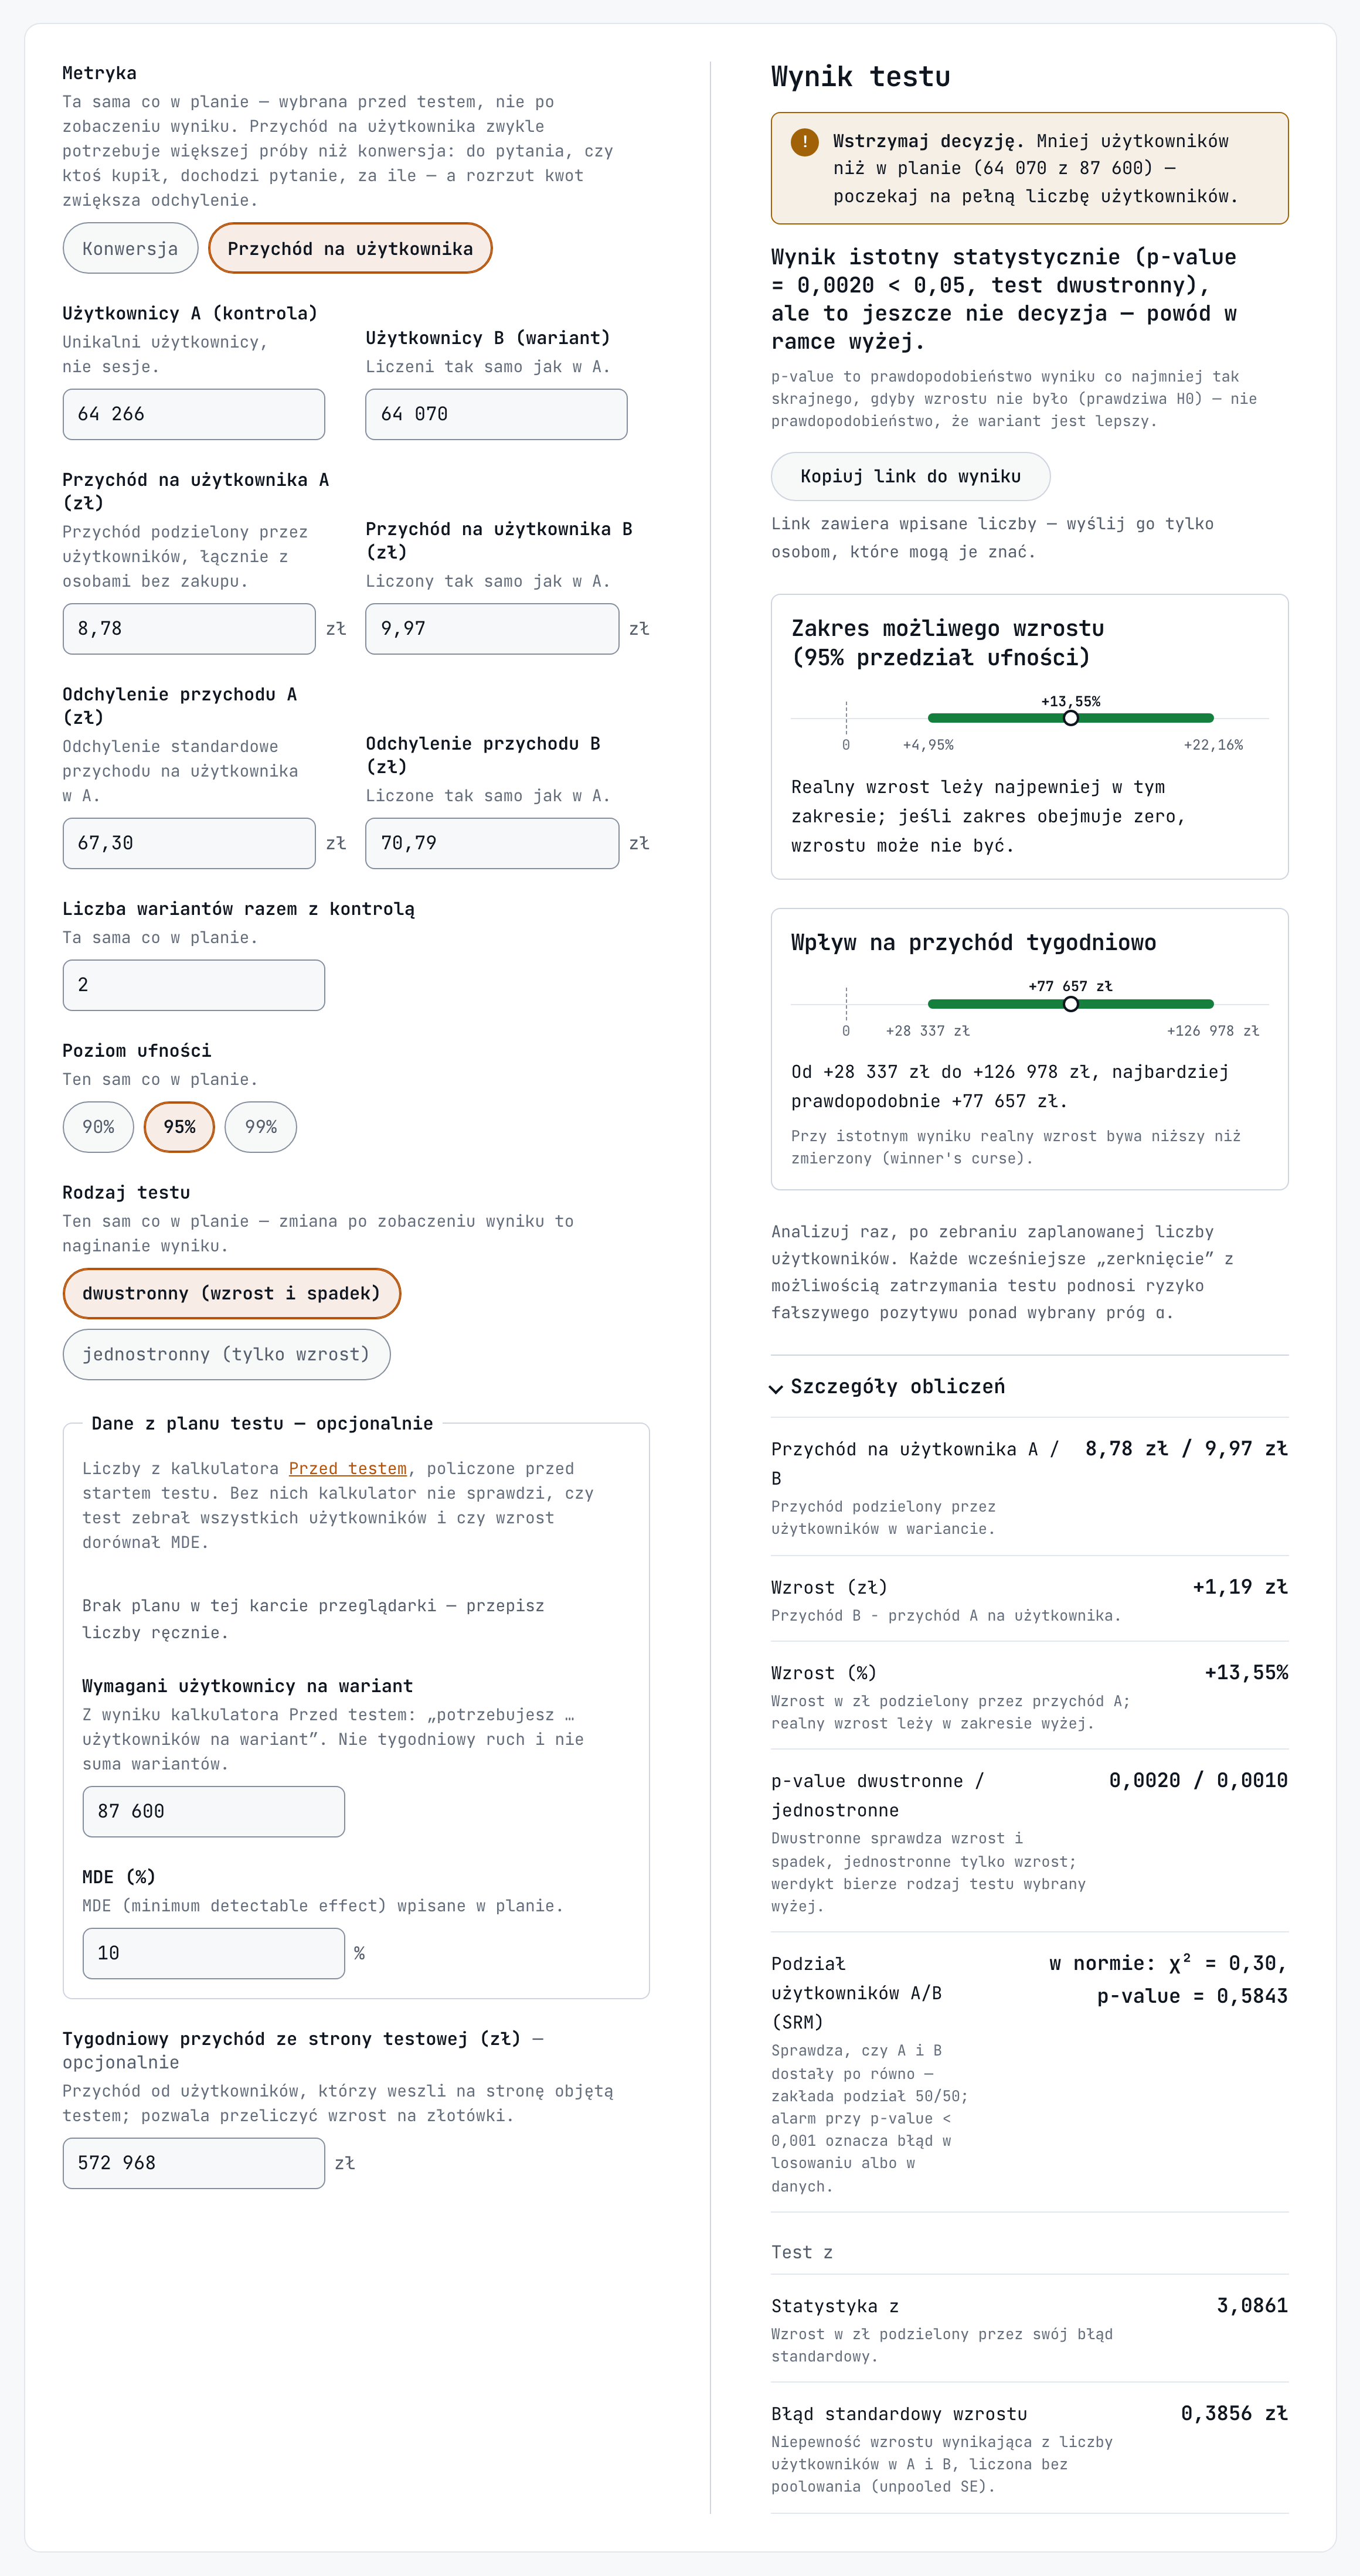 Metryka
Ta sama co w planie — wybrana przed testem, nie po
zobaczeniu wyniku. Przychód na użytkownika zwykle
potrzebuje większej próby niż konwersja: do pytania, czy
ktoś kupił, dochodzi pytanie, za ile — a rozrzut kwot
zwiększa odchylenie.
Konwersja
Przychód na użytkownika
Użytkownicy A (kontrola)
Unikalni użytkownicy,
nie sesje.
64 266
Użytkownicy B (wariant)
Liczeni tak samo jak w A.
64 070
Przychód na użytkownika A
(zł)
Przychód podzielony przez
użytkowników, łącznie z
osobami bez zakupu.
8,78 zł
Przychód na użytkownika B
(zł)
Liczony tak samo jak w A.
9,97 zł
Odchylenie przychodu A
(zł)
Odchylenie standardowe
przychodu na użytkownika
w A.
67,30 zł
Odchylenie przychodu B
(zł)
Liczone tak samo jak w A.
70,79 zł
Liczba wariantów razem z kontrolą
Ta sama co w planie.
2
Poziom ufności
Ten sam co w planie.
90%
95%
99%
Rodzaj testu
Ten sam co w planie — zmiana po zobaczeniu wyniku to
naginanie wyniku.
dwustronny (wzrost i spadek)
jednostronny (tylko wzrost)
Dane z planu testu — opcjonalnie
Liczby z kalkulatora Przed testem, policzone przed
startem testu. Bez nich kalkulator nie sprawdzi, czy
test zebrał wszystkich użytkowników i czy wzrost
dorównał MDE.
Brak planu w tej karcie przeglądarki — przepisz
liczby ręcznie.
Wymagani użytkownicy na wariant
Z wyniku kalkulatora Przed testem: „potrzebujesz …
użytkowników na wariant”. Nie tygodniowy ruch i nie
suma wariantów.
87 600
MDE (%)
MDE (minimum detectable effect) wpisane w planie.
10 %
Tygodniowy przychód ze strony testowej (zł) —
opcjonalnie
Przychód od użytkowników, którzy weszli na stronę objętą
testem; pozwala przeliczyć wzrost na złotówki.
572 968 zł
Wynik testu
! Wstrzymaj decyzję. Mniej użytkowników
niż w planie (64 070 z 87 600) —
poczekaj na pełną liczbę użytkowników.
Wynik istotny statystycznie (p-value
= 0,0020 < 0,05, test dwustronny),
ale to jeszcze nie decyzja — powód w
ramce wyżej.
p-value to prawdopodobieństwo wyniku co najmniej tak
skrajnego, gdyby wzrostu nie było (prawdziwa H0) — nie
prawdopodobieństwo, że wariant jest lepszy.
Kopiuj link do wyniku
Link zawiera wpisane liczby — wyślij go tylko
osobom, które mogą je znać.
Zakres możliwego wzrostu
(95% przedział ufności)
+13,55%
0 +4,95% +22,16%
Realny wzrost leży najpewniej w tym
zakresie; jeśli zakres obejmuje zero,
wzrostu może nie być.
Wpływ na przychód tygodniowo
+77 657 zł
0 +28 337 zł +126 978 zł
Od +28 337 zł do +126 978 zł, najbardziej
prawdopodobnie +77 657 zł.
Przy istotnym wyniku realny wzrost bywa niższy niż
zmierzony (winner's curse).
Analizuj raz, po zebraniu zaplanowanej liczby
użytkowników. Każde wcześniejsze „zerknięcie” z
możliwością zatrzymania testu podnosi ryzyko
fałszywego pozytywu ponad wybrany próg α.
Szczegóły obliczeń
Przychód na użytkownika A / 8,78 zł / 9,97 zł
B
Przychód podzielony przez
użytkowników w wariancie.
Wzrost (zł) +1,19 zł
Przychód B - przychód A na użytkownika.
Wzrost (%) +13,55%
Wzrost w zł podzielony przez przychód A;
realny wzrost leży w zakresie wyżej.
p-value dwustronne / 0,0020 / 0,0010
jednostronne
Dwustronne sprawdza wzrost i
spadek, jednostronne tylko wzrost;
werdykt bierze rodzaj testu wybrany
wyżej.
Podział w normie: χ² = 0,30,
użytkowników A/B p-value = 0,5843
(SRM)
Sprawdza, czy A i B
dostały po równo —
zakłada podział 50/50;
alarm przy p-value <
0,001 oznacza błąd w
losowaniu albo w
danych.
Test z
Statystyka z 3,0861
Wzrost w zł podzielony przez swój błąd
standardowy.
Błąd standardowy wzrostu 0,3856 zł
Niepewność wzrostu wynikająca z liczby
użytkowników w A i B, liczona bez
poolowania (unpooled SE).